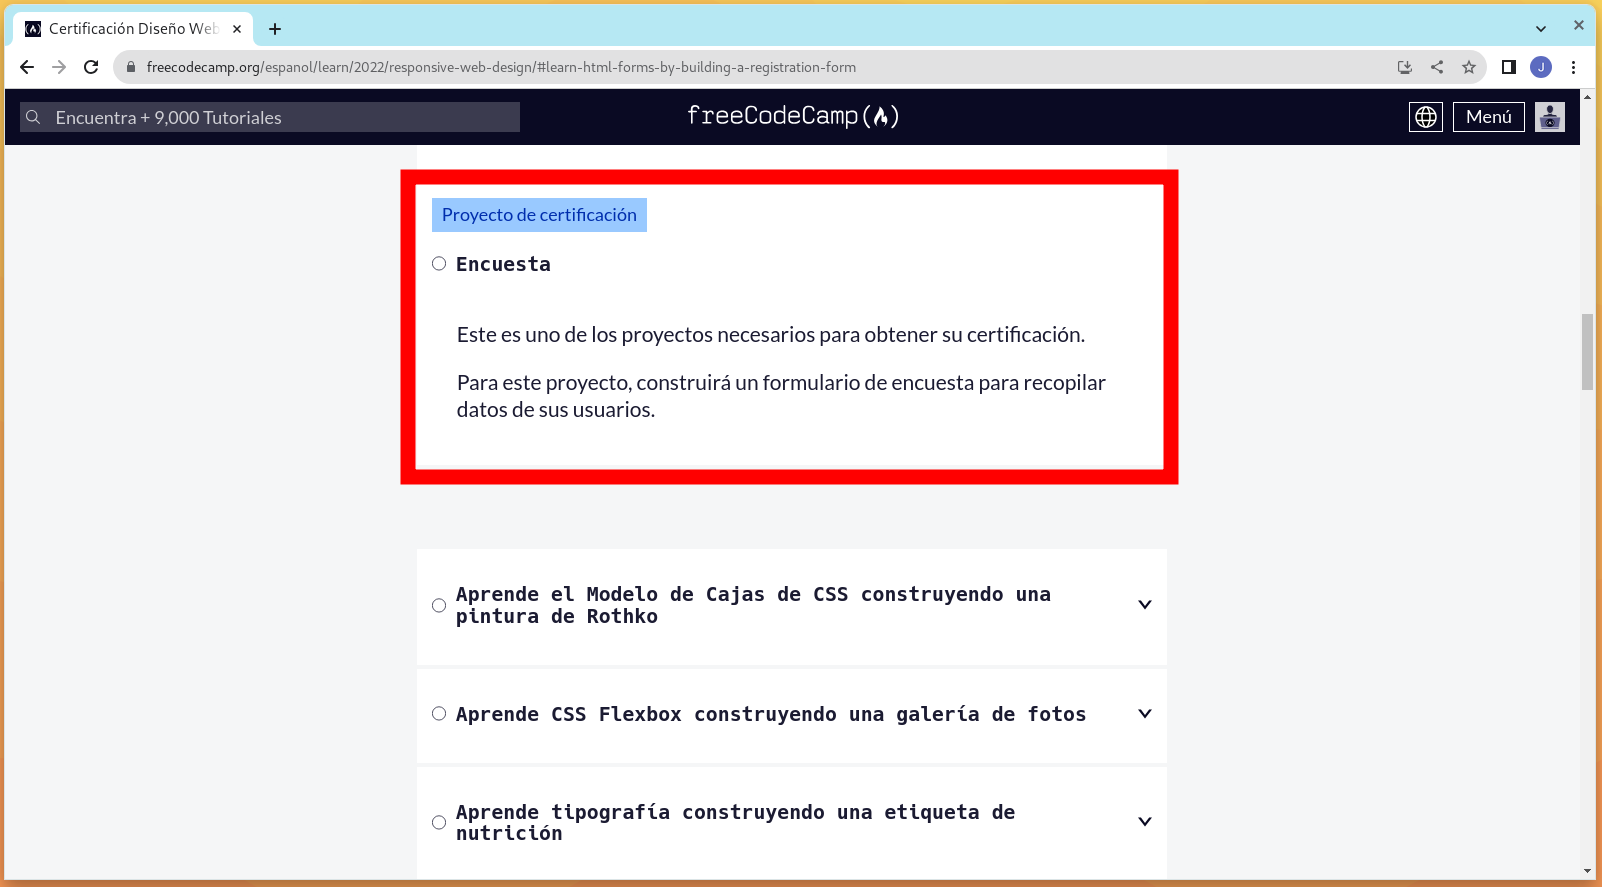 Certificación Diseño Web
freecodecamp.org/espanol/learn/2022/responsive-web-design/#learn-html-forms-by-building-a-registration-form
J
Encuentra + 9,000 Tutoriales
freeCodeCamp(🔥)
Menú
Proyecto de certificación
Encuesta
Este es uno de los proyectos necesarios para obtener su certificación.
Para este proyecto, construirá un formulario de encuesta para recopilar
datos de sus usuarios.
Aprende el Modelo de Cajas de CSS construyendo una
pintura de Rothko
Aprende CSS Flexbox construyendo una galería de fotos
Aprende tipografía construyendo una etiqueta de
nutrición